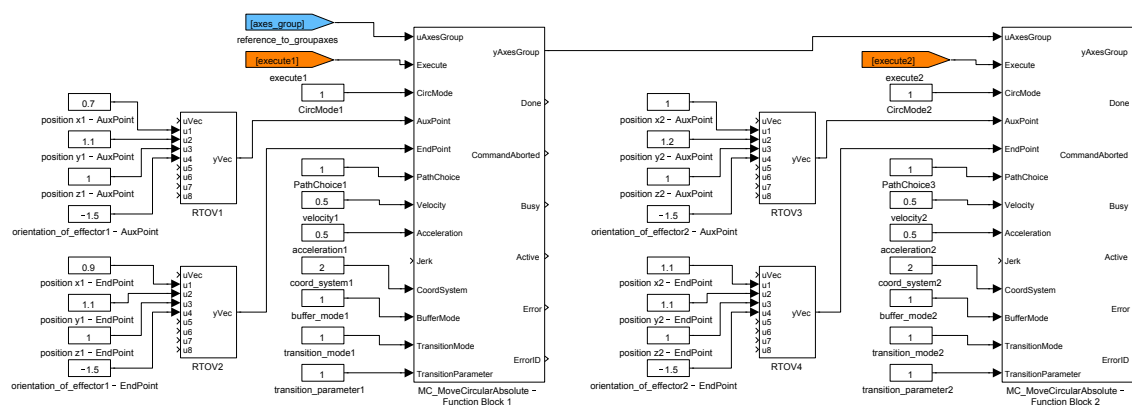 [axes_group]
reference_to_groupaxes
[execute1]
execute1
1
CircMode1
0.7
position x1 − AuxPoint
1.1
position y1 − AuxPoint
1
position z1 − AuxPoint
−1.5
orientation_of_effector1 − AuxPoint
uVec
u1
u2
u3
u4
u5
u6
u7
u8
yVec
RTOV1
0.9
position x1 − EndPoint
1.1
position y1 − EndPoint
1
position z1 − EndPoint
−1.5
orientation_of_effector1 − EndPoint
uVec
u1
u2
u3
u4
u5
u6
u7
u8
yVec
RTOV2
1
PathChoice1
0.5
velocity1
0.5
acceleration1
2
coord_system1
1
buffer_mode1
1
transition_mode1
1
transition_parameter1
uAxesGroup
Execute
CircMode
AuxPoint
EndPoint
PathChoice
Velocity
Acceleration
Jerk
CoordSystem
BufferMode
TransitionMode
TransitionParameter
yAxesGroup
Done
CommandAborted
Busy
Active
Error
ErrorID
MC_MoveCircularAbsolute −
Function Block 1
[execute2]
execute2
1
CircMode2
1
position x2 − AuxPoint
1.2
position y2 − AuxPoint
1
position z2 − AuxPoint
−1.5
orientation_of_effector2 − AuxPoint
uVec
u1
u2
u3
u4
u5
u6
u7
u8
yVec
RTOV3
1.1
position x2 − EndPoint
1.1
position y2 − EndPoint
1
position z2 − EndPoint
−1.5
orientation_of_effector2 − EndPoint
uVec
u1
u2
u3
u4
u5
u6
u7
u8
yVec
RTOV4
1
PathChoice3
0.5
velocity2
0.5
acceleration2
2
coord_system2
1
buffer_mode2
1
transition_mode2
1
transition_parameter2
uAxesGroup
Execute
CircMode
AuxPoint
EndPoint
PathChoice
Velocity
Acceleration
Jerk
CoordSystem
BufferMode
TransitionMode
TransitionParameter
yAxesGroup
Done
CommandAborted
Busy
Active
Error
ErrorID
MC_MoveCircularAbsolute −
Function Block 2